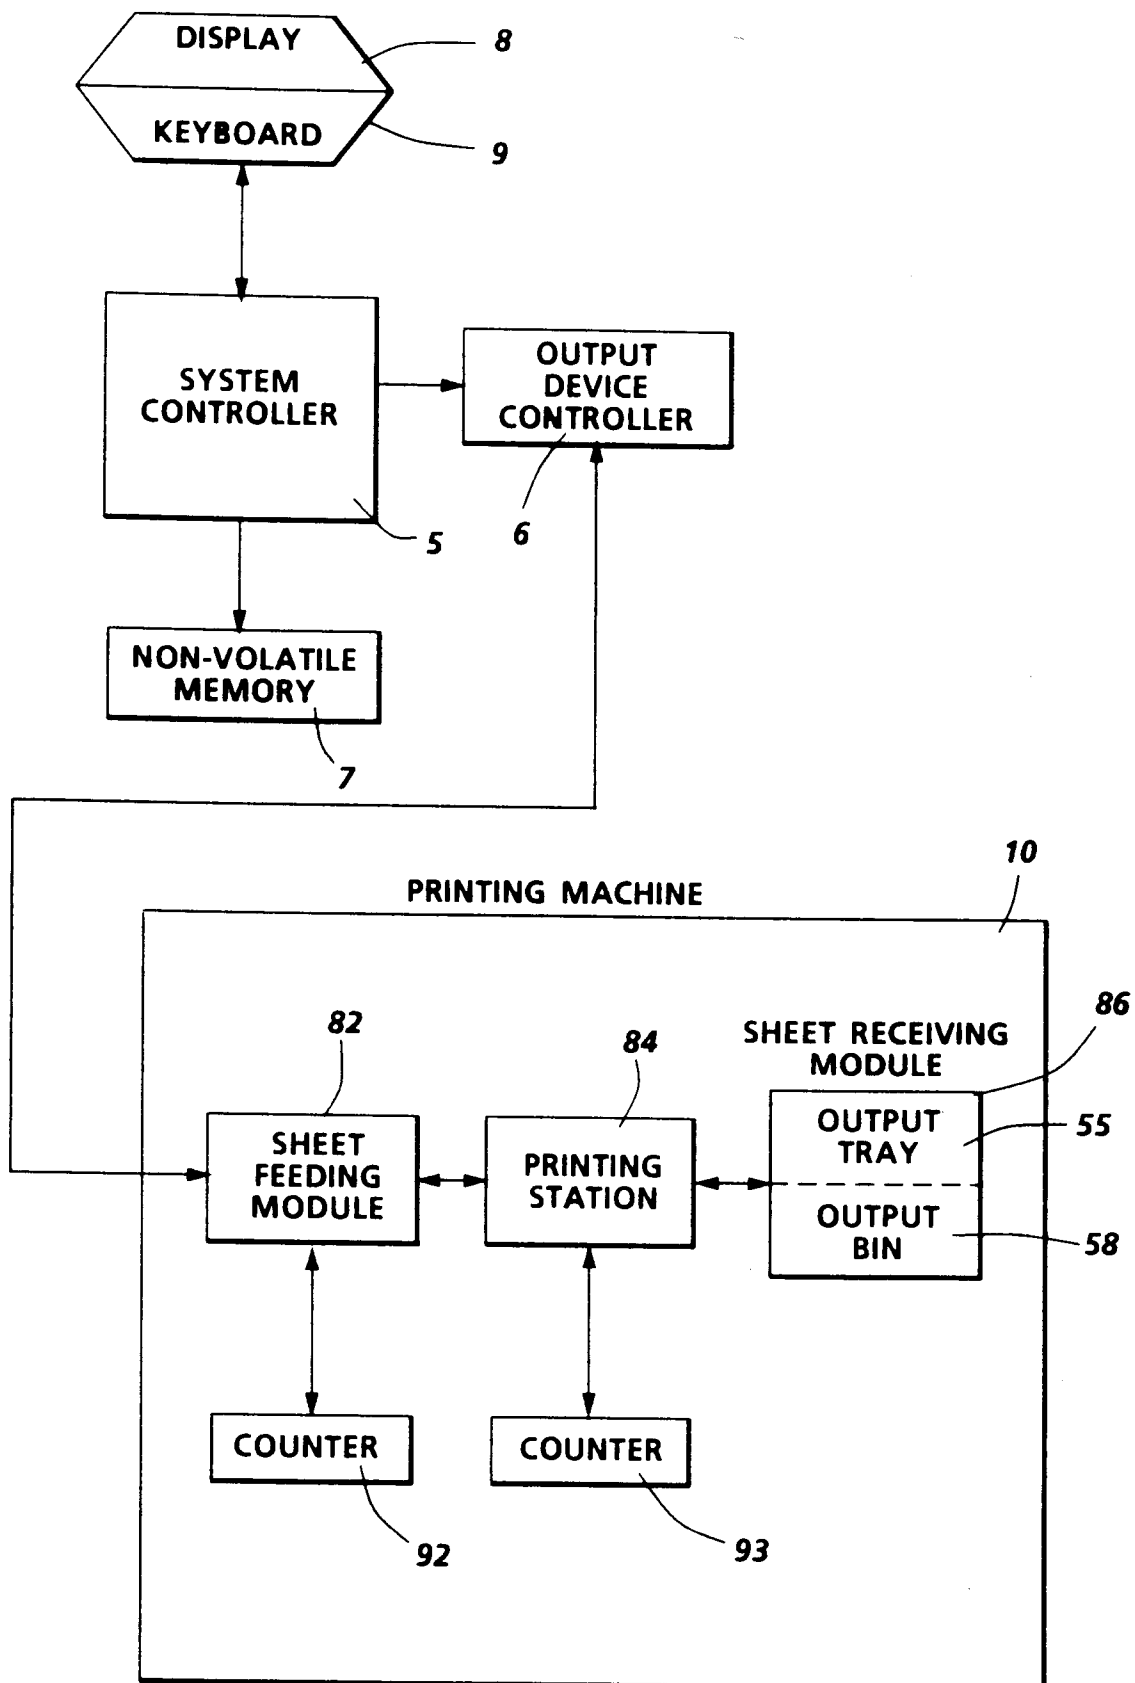 DISPLAY
8
KEYBOARD
9
SYSTEM
CONTROLLER
5
OUTPUT
DEVICE
CONTROLLER
6
NON-VOLATILE
MEMORY
7
10
PRINTING MACHINE
82
84
SHEET RECEIVING
MODULE
86
SHEET
FEEDING
MODULE
PRINTING
STATION
OUTPUT
TRAY
55
OUTPUT
BIN
58
COUNTER
92
COUNTER
93